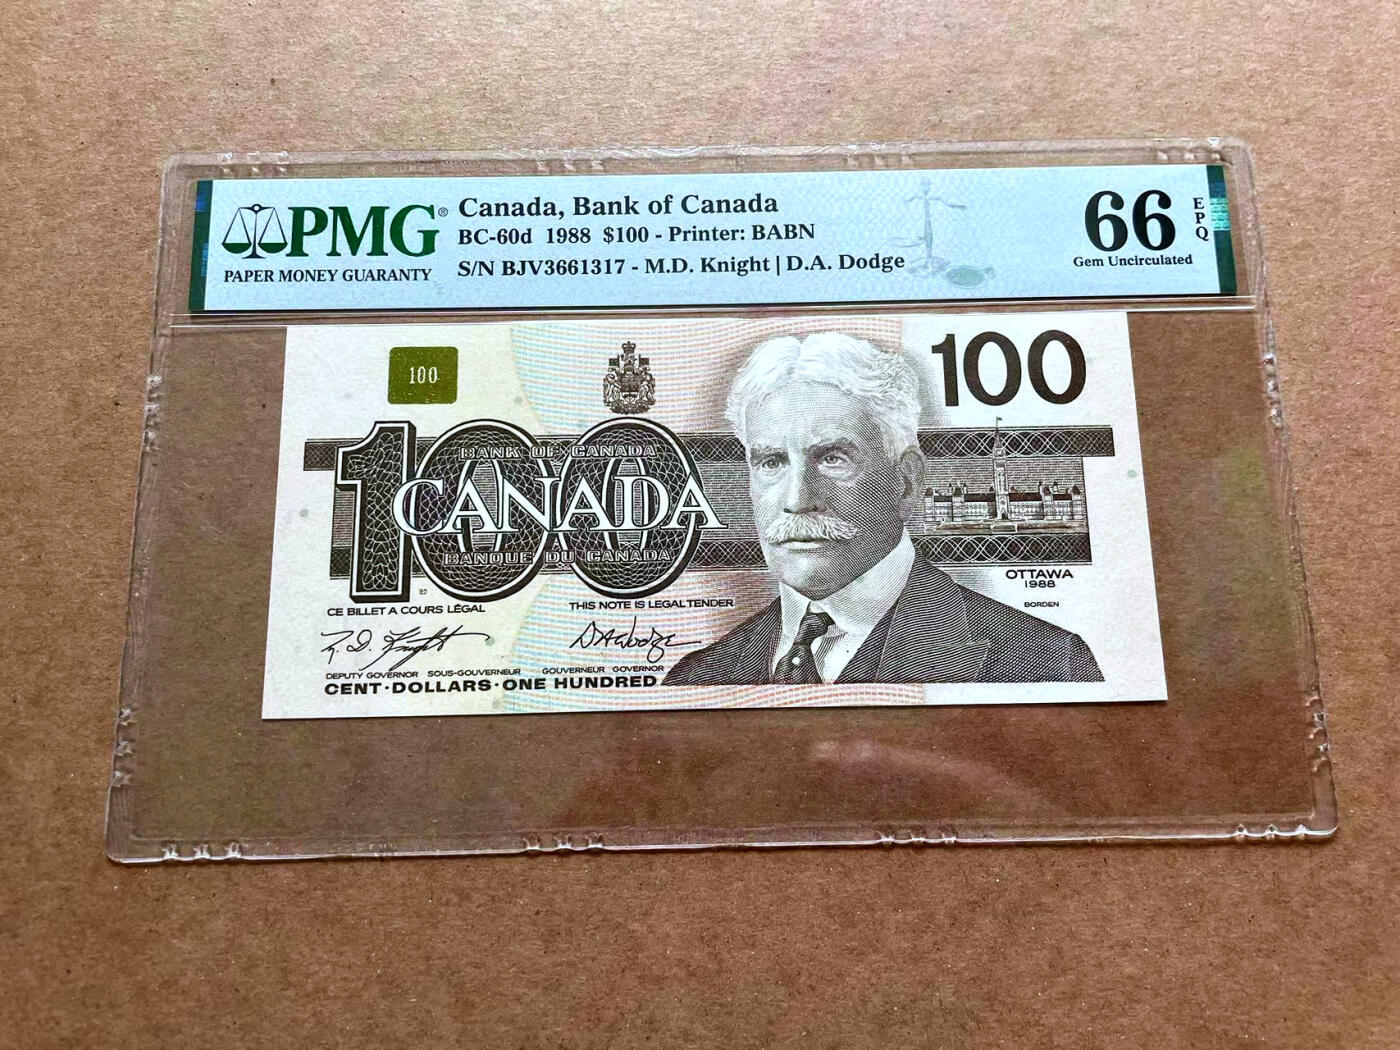 PMG®
PAPER MONEY GUARANTY
Canada, Bank of Canada
BC-60d 1988 $100 - Printer: BABN
S/N BJV3661317 - M.D. Knight | D.A. Dodge
66
EPQ
Gem Uncirculated
100
100
100
BANK OF CANADA
CANADA
BANQUE DU CANADA
OTTAWA
1988
BORDEN
CE BILLET A COURS LÉGAL
THIS NOTE IS LEGAL TENDER
M. D. Knight
D A Dodge
DEPUTY GOVERNOR SOUS-GOUVERNEUR
GOUVERNEUR GOVERNOR
CENT·DOLLARS·ONE HUNDRED